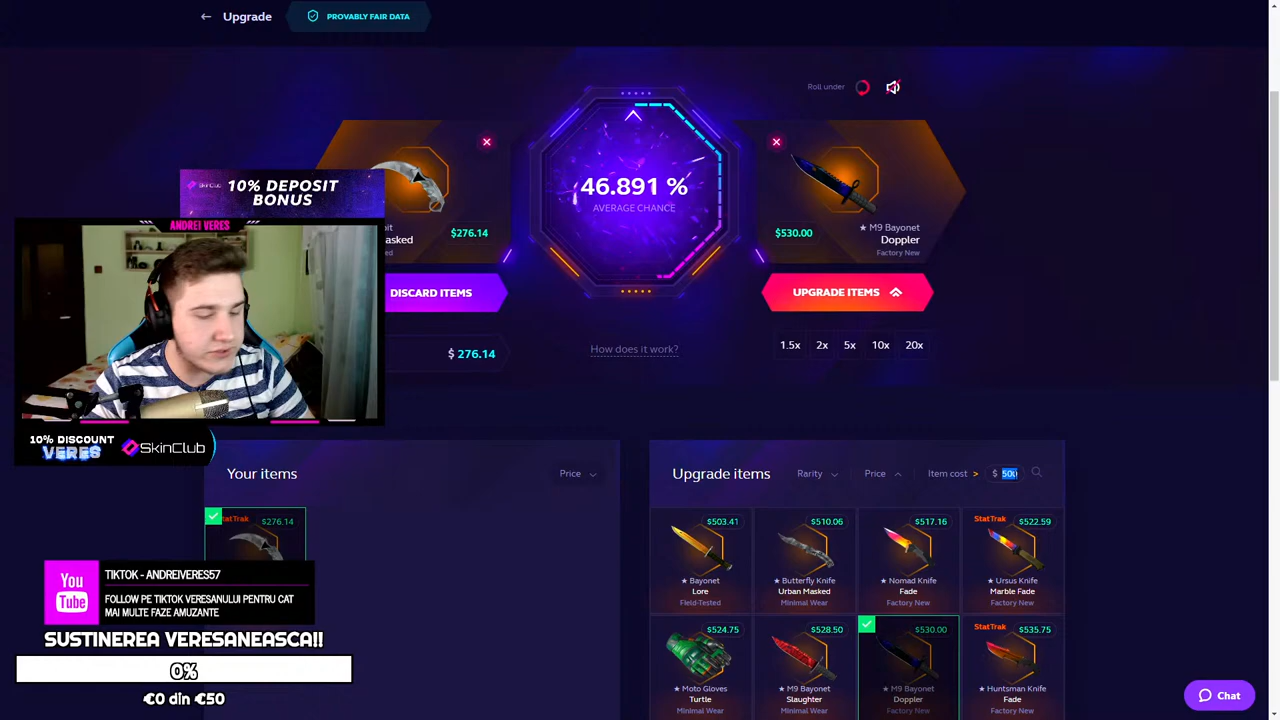 Upgrade
PROVABLY FAIR DATA
Roll under
SKINCLUB
10% DEPOSIT
BONUS
ANDREI VERES
$276.14
46.891 %
AVERAGE CHANCE
$530.00
★ M9 Bayonet
Doppler
Factory New
DISCARD ITEMS
UPGRADE ITEMS
$ 276.14
How does it work?
1.5x 2x 5x 10x 20x
10% DISCOUNT
VERES
SKINCLUB
Your items
Price
Upgrade items
Rarity
Price
Item cost >
$ 500
$276.14
$503.41
★ Bayonet
Lore
Field-Tested
$510.06
★ Butterfly Knife
Urban Masked
Minimal Wear
$517.16
★ Nomad Knife
Fade
Factory New
StatTrak
$522.59
★ Ursus Knife
Marble Fade
Factory New
You
Tube
TIKTOK - ANDREIVERES57
FOLLOW PE TIKTOK VERESANULUI PENTRU CAT
MAI MULTE FAZE AMUZANTE
SUSTINEREA VERESANEASCA!!
0%
€0 din €50
$524.75
★ Moto Gloves
Turtle
Minimal Wear
$528.50
★ M9 Bayonet
Slaughter
Minimal Wear
$530.00
★ M9 Bayonet
Doppler
Factory New
StatTrak
$535.75
★ Huntsman Knife
Fade
Factory New
Chat